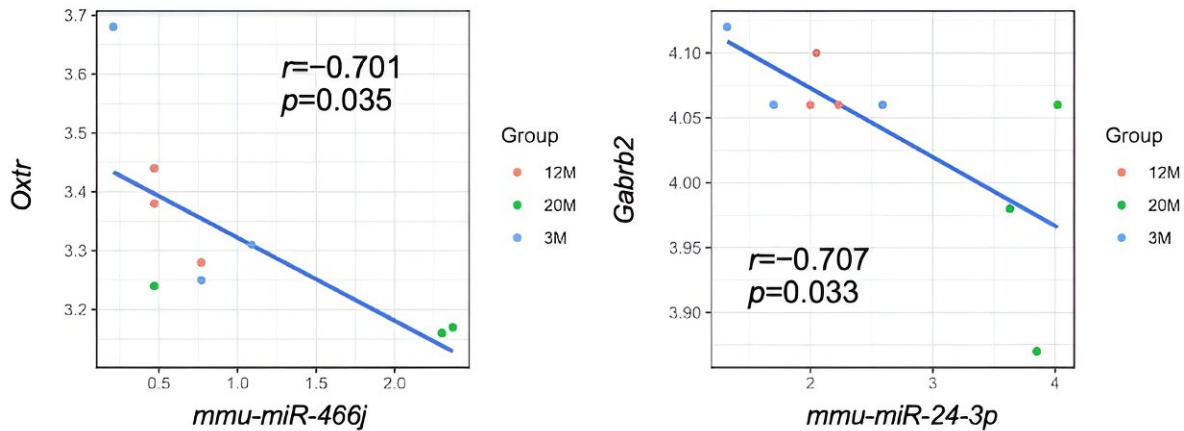 3.7
3.6
3.5
3.4
3.3
3.2
Oxtr
r=−0.701
p=0.035
0.5 1.0 1.5 2.0
mmu-miR-466j
Group
12M
20M
3M
4.10
4.05
4.00
3.95
3.90
Gabrb2
r=−0.707
p=0.033
2 3 4
mmu-miR-24-3p
Group
12M
20M
3M